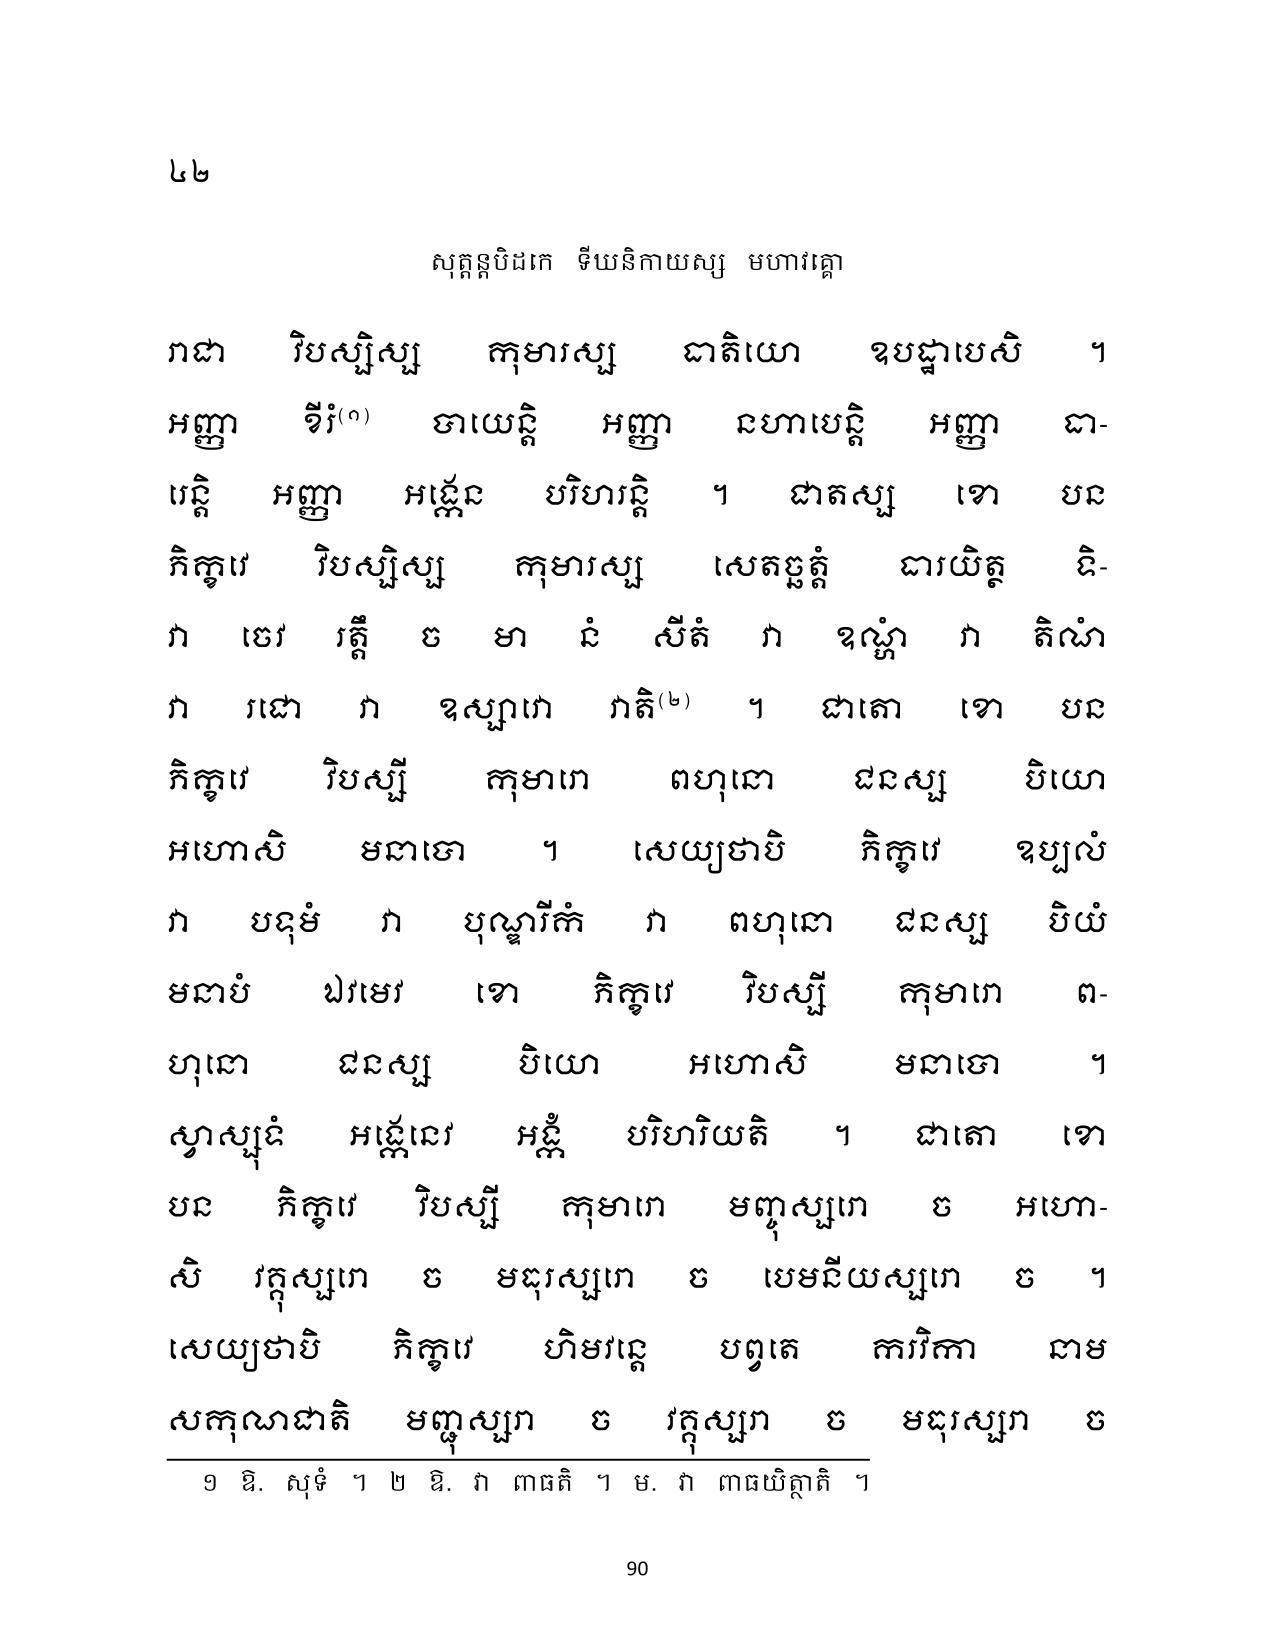 ៤២
សុត្តន្តបិដកេ ទីឃនិកាយស្ស មហាវគ្គោ
រាជា វិបស្សិស្ស កុមារស្ស ធាតិយោ ឧបដ្ឋាបេសិ ។
អញ្ញា ខីរំ(១) បាយេន្តិ អញ្ញា នហាបេន្តិ អញ្ញា ធា-
រេន្តិ អញ្ញា អង្កេន បរិហរន្តិ ។ ជាតស្ស ខោ បន
ភិក្ខវេ វិបស្សិស្ស កុមារស្ស សេតច្ឆត្តំ ធារយិត្ថ ទិ-
វា ចេវ រត្តឹ ច មា នំ សីតំ វា ឧណ្ហំ វា តិណំ
វា រជោ វា ឧស្សាវោ វាតិ(២) ។ ជាតោ ខោ បន
ភិក្ខវេ វិបស្សី កុមារោ ពហុនោ ជនស្ស បិយោ
អហោសិ មនាបោ ។ សេយ្យថាបិ ភិក្ខវេ ឧប្បលំ
វា បទុមំ វា បុណ្ឌរីកំ វា ពហុនោ ជនស្ស បិយំ
មនាបំ ឯវមេវ ខោ ភិក្ខវេ វិបស្សី កុមារោ ព-
ហុនោ ជនស្ស បិយោ អហោសិ មនាបោ ។
ស្វាស្សុទំ អង្កេនេវ អង្កំ បរិហរិយតិ ។ ជាតោ ខោ
បន ភិក្ខវេ វិបស្សី កុមារោ មញ្ចុស្សរោ ច អហោ-
សិ វគ្គុស្សរោ ច មធុរស្សរោ ច បេមនីយស្សរោ ច ។
សេយ្យថាបិ ភិក្ខវេ ហិមវន្តេ បព្វតេ ករវិកា នាម
សកុណជាតិ មញ្ជុស្សរា ច វគ្គុស្សរា ច មធុរស្សរា ច
១ ឱ. សុទំ ។ ២ ឱ. វា ពាធតិ ។ ម. វា ពាធយិត្ថាតិ ។
90